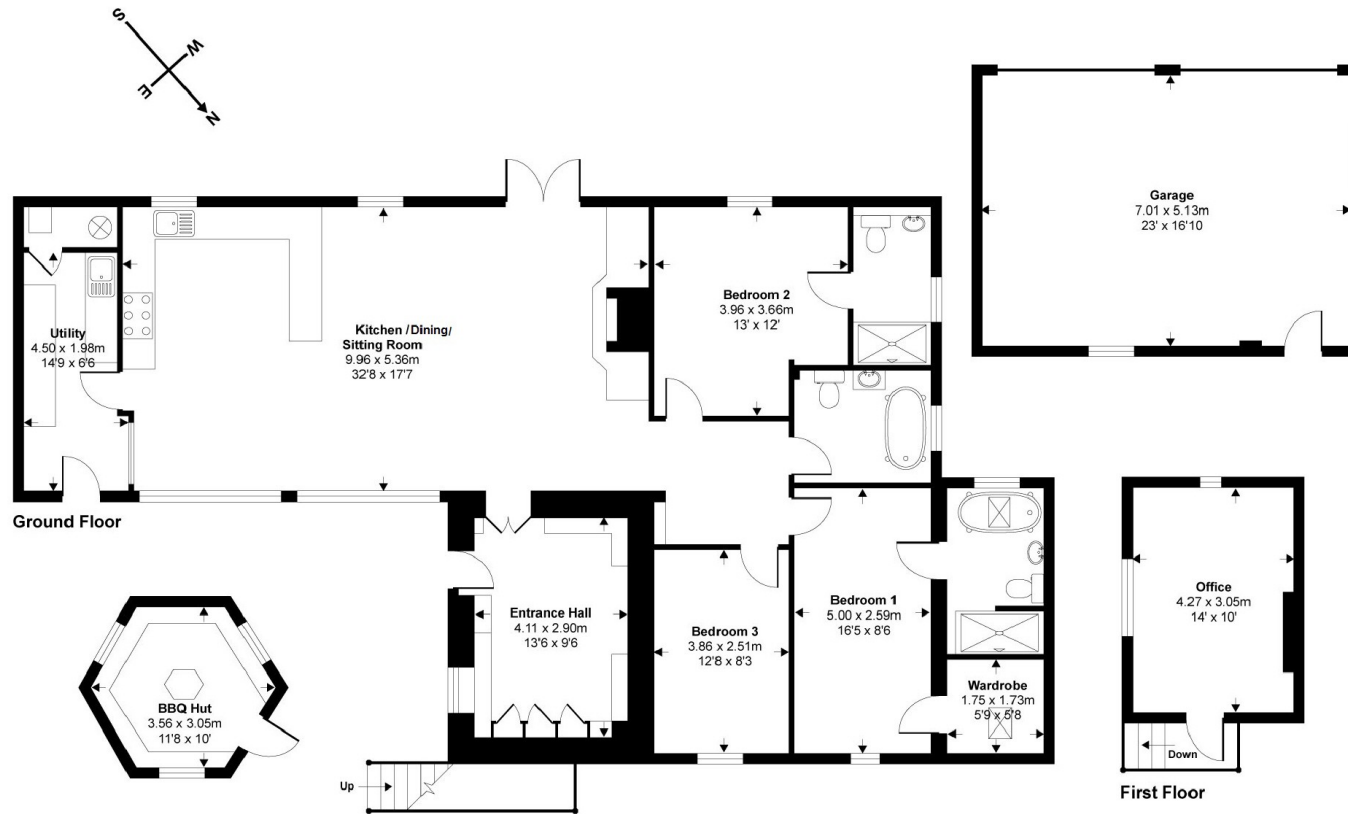 S
W
E
N
Garage
7.01 x 5.13m
23' x 16'10
Utility
4.50 x 1.98m
14'9 x 6'6
Kitchen /Dining/
Sitting Room
9.96 x 5.36m
32'8 x 17'7
Bedroom 2
3.96 x 3.66m
13' x 12'
Ground Floor
Entrance Hall
4.11 x 2.90m
13'6 x 9'6
Bedroom 3
3.86 x 2.51m
12'8 x 8'3
Bedroom 1
5.00 x 2.59m
16'5 x 8'6
Wardrobe
1.75 x 1.73m
5'9 x 5'8
Office
4.27 x 3.05m
14' x 10'
BBQ Hut
3.56 x 3.05m
11'8 x 10'
Up
Down
First Floor